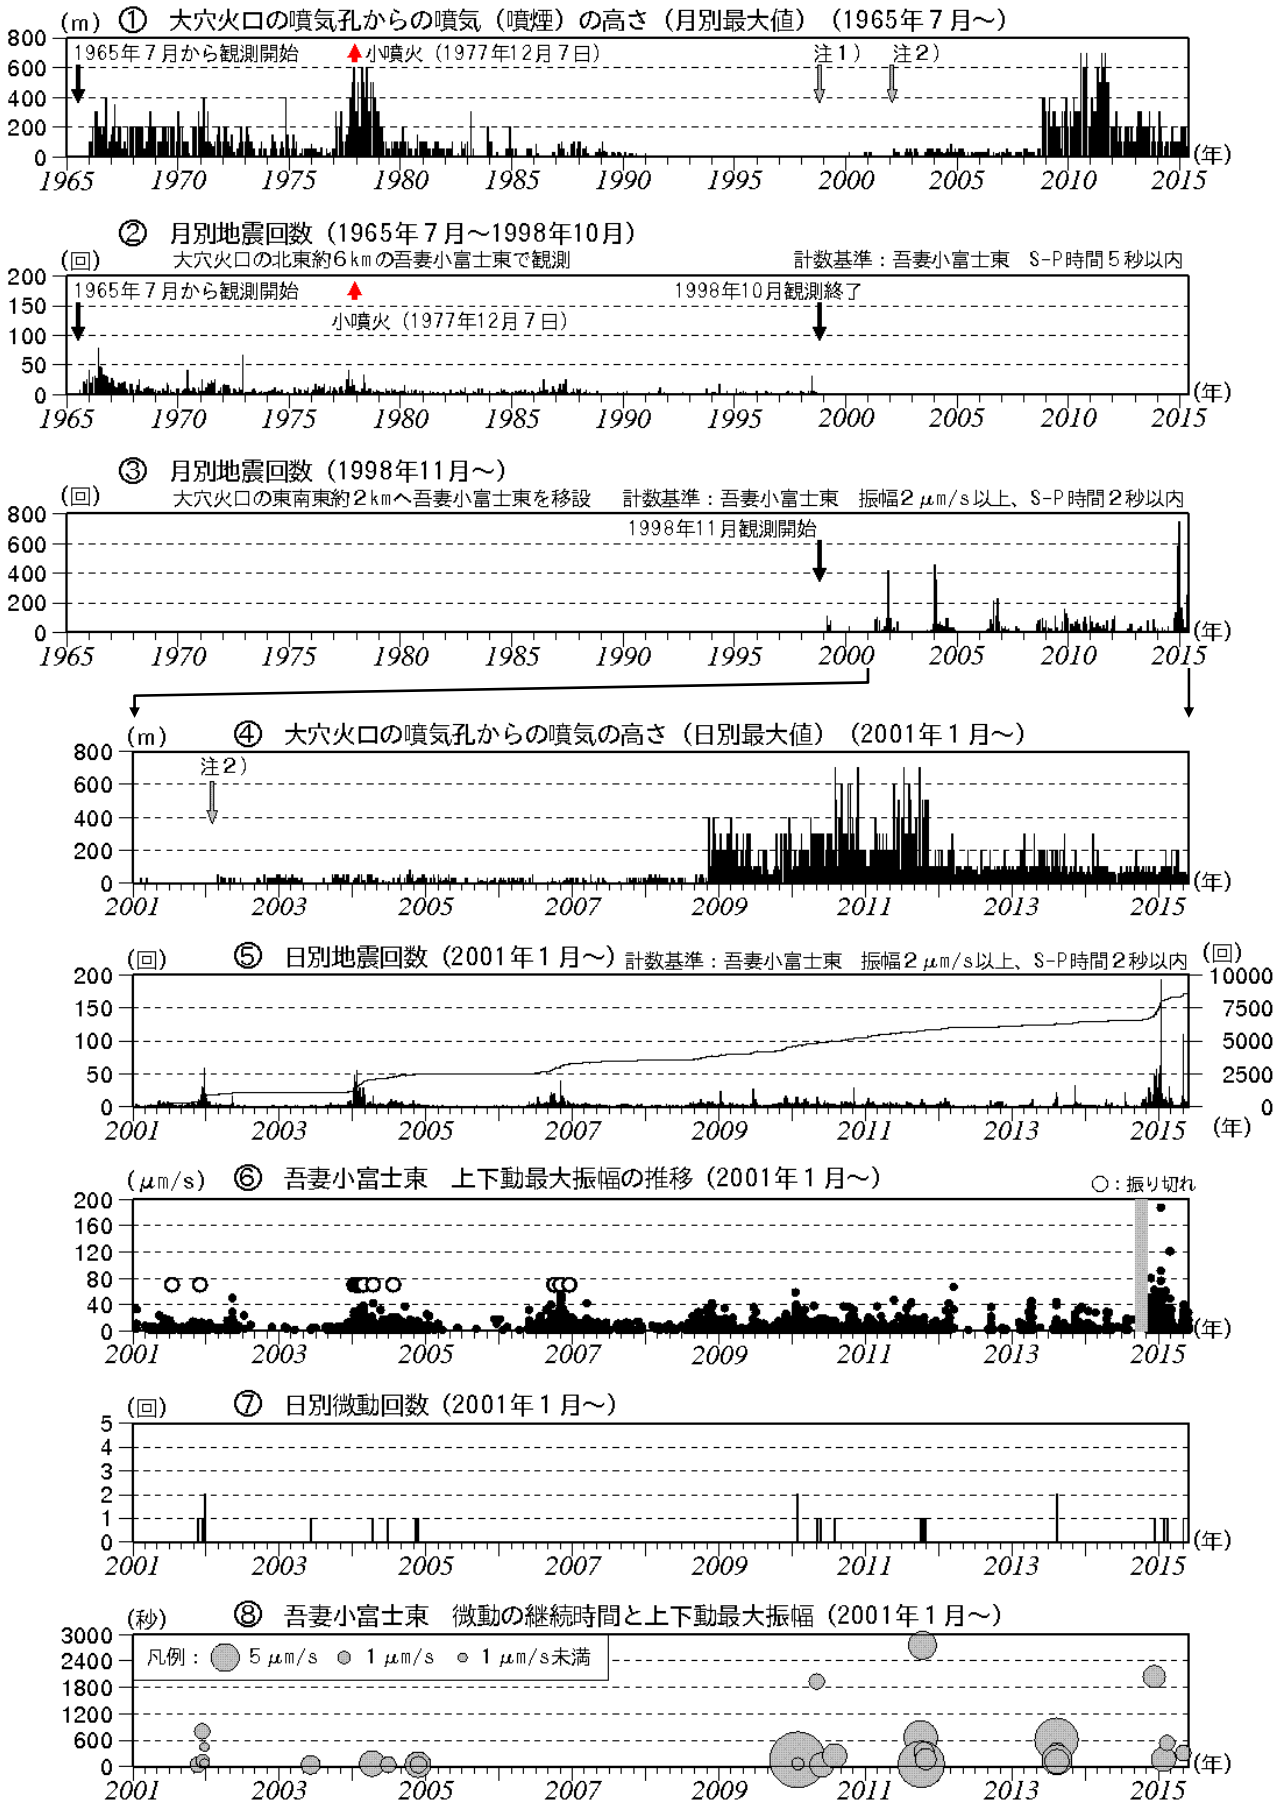 ① 大穴火口の噴気孔からの噴気（噴煙）の高さ（月別最大値）（1965年７月～）
(m)
1965年７月から観測開始 小噴火（1977年12月７日） 注１） 注２）
800
600
400
200
0
1965 1970 1975 1980 1985 1990 1995 2000 2005 2010 2015 (年)
② 月別地震回数（1965年７月～1998年10月）
(回) 大穴火口の北東約６kmの吾妻小富士東で観測 計数基準：吾妻小富士東 S-P時間５秒以内
1965年７月から観測開始 1998年10月観測終了
小噴火（1977年12月７日）
200
150
100
50
0
1965 1970 1975 1980 1985 1990 1995 2000 2005 2010 2015 (年)
③ 月別地震回数（1998年11月～）
(回) 大穴火口の東南東約２kmへ吾妻小富士東を移設 計数基準：吾妻小富士東 振幅２μm/s以上、S-P時間２秒以内
1998年11月観測開始
800
600
400
200
0
1965 1970 1975 1980 1985 1990 1995 2000 2005 2010 2015 (年)
(m) ④ 大穴火口の噴気孔からの噴気の高さ（日別最大値）（2001年１月～）
注２）
800
600
400
200
0
2001 2003 2005 2007 2009 2011 2013 2015 (年)
(回) ⑤ 日別地震回数（2001年１月～） 計数基準：吾妻小富士東 振幅２μm/s以上、S-P時間２秒以内 (回)
200 10000
150 7500
100 5000
50 2500
0 0
2001 2003 2005 2007 2009 2011 2013 2015 (年)
(μm/s) ⑥ 吾妻小富士東 上下動最大振幅の推移（2001年１月～） ○：振り切れ
200
160
120
80
40
0
2001 2003 2005 2007 2009 2011 2013 2015 (年)
(回) ⑦ 日別微動回数（2001年１月～）
5
4
3
2
1
0
2001 2003 2005 2007 2009 2011 2013 2015 (年)
(秒) ⑧ 吾妻小富士東 微動の継続時間と上下動最大振幅（2001年１月～）
凡例： ５μm/s １μm/s １μm/s未満
3000
2400
1800
1200
600
0
2001 2003 2005 2007 2009 2011 2013 2015 (年)